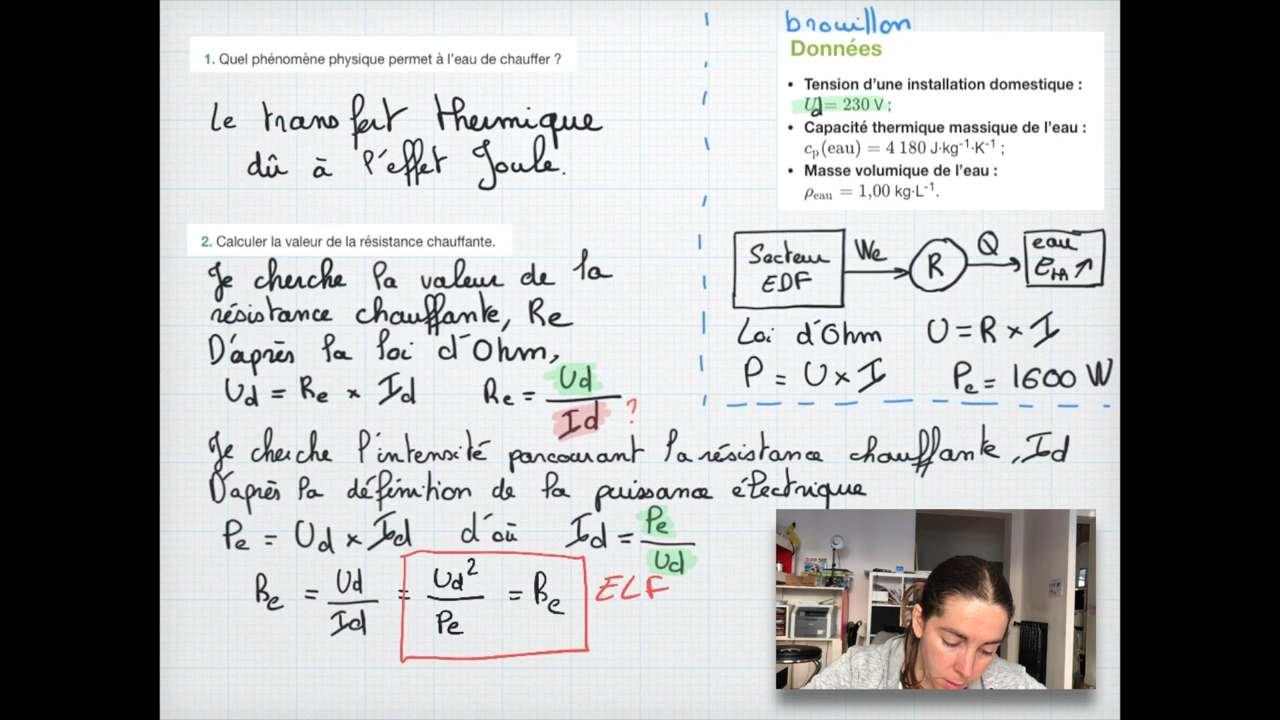 1. Quel phénomène physique permet à l'eau de chauffer ?
Le transfert thermique
dû à l'effet Joule.
2. Calculer la valeur de la résistance chauffante.
Je cherche la valeur de la
résistance chauffante, Re
D'après la loi d'Ohm,
Ud = Re × Id Re = Ud / Id ?
Je cherche l'intensité parcourant la résistance chauffante, Id
D'après la définition de la puissance électrique
Pe = Ud × Id d'où Id = Pe / Ud
Re = Ud / Id = Ud² / Pe = Re ELF
brouillon
Données
• Tension d'une installation domestique :
Ud = 230 V ;
• Capacité thermique massique de l'eau :
cp(eau) = 4 180 J·kg⁻¹·K⁻¹ ;
• Masse volumique de l'eau :
ρeau = 1,00 kg·L⁻¹.
Secteur EDF We R Q eau ETh ↗
Loi d'Ohm U = R × I
P = U × I Pe = 1600 W